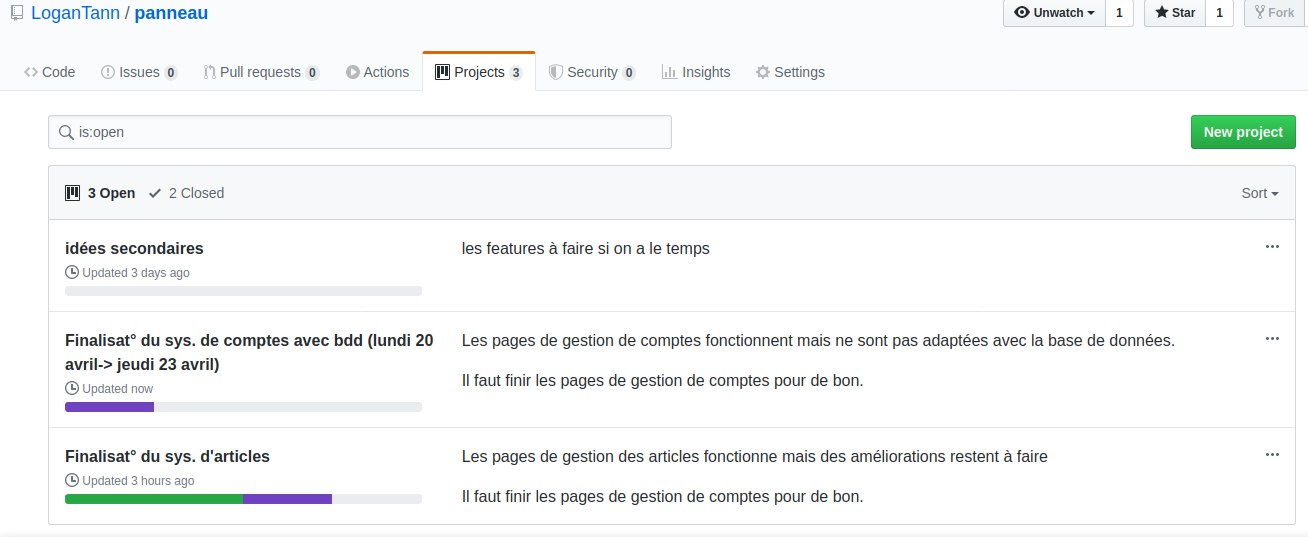 LoganTann / panneau
Unwatch 1 Star 1 Fork
Code Issues 0 Pull requests 0 Actions Projects 3 Security 0 Insights Settings
is:open
New project
3 Open 2 Closed
Sort
idées secondaires
les features à faire si on a le temps
Updated 3 days ago
Finalisat° du sys. de comptes avec bdd (lundi 20
avril-> jeudi 23 avril)
Les pages de gestion de comptes fonctionnent mais ne sont pas adaptées avec la base de données.
Il faut finir les pages de gestion de comptes pour de bon.
Updated now
Finalisat° du sys. d'articles
Les pages de gestion des articles fonctionne mais des améliorations restent à faire
Updated 3 hours ago
Il faut finir les pages de gestion de comptes pour de bon.